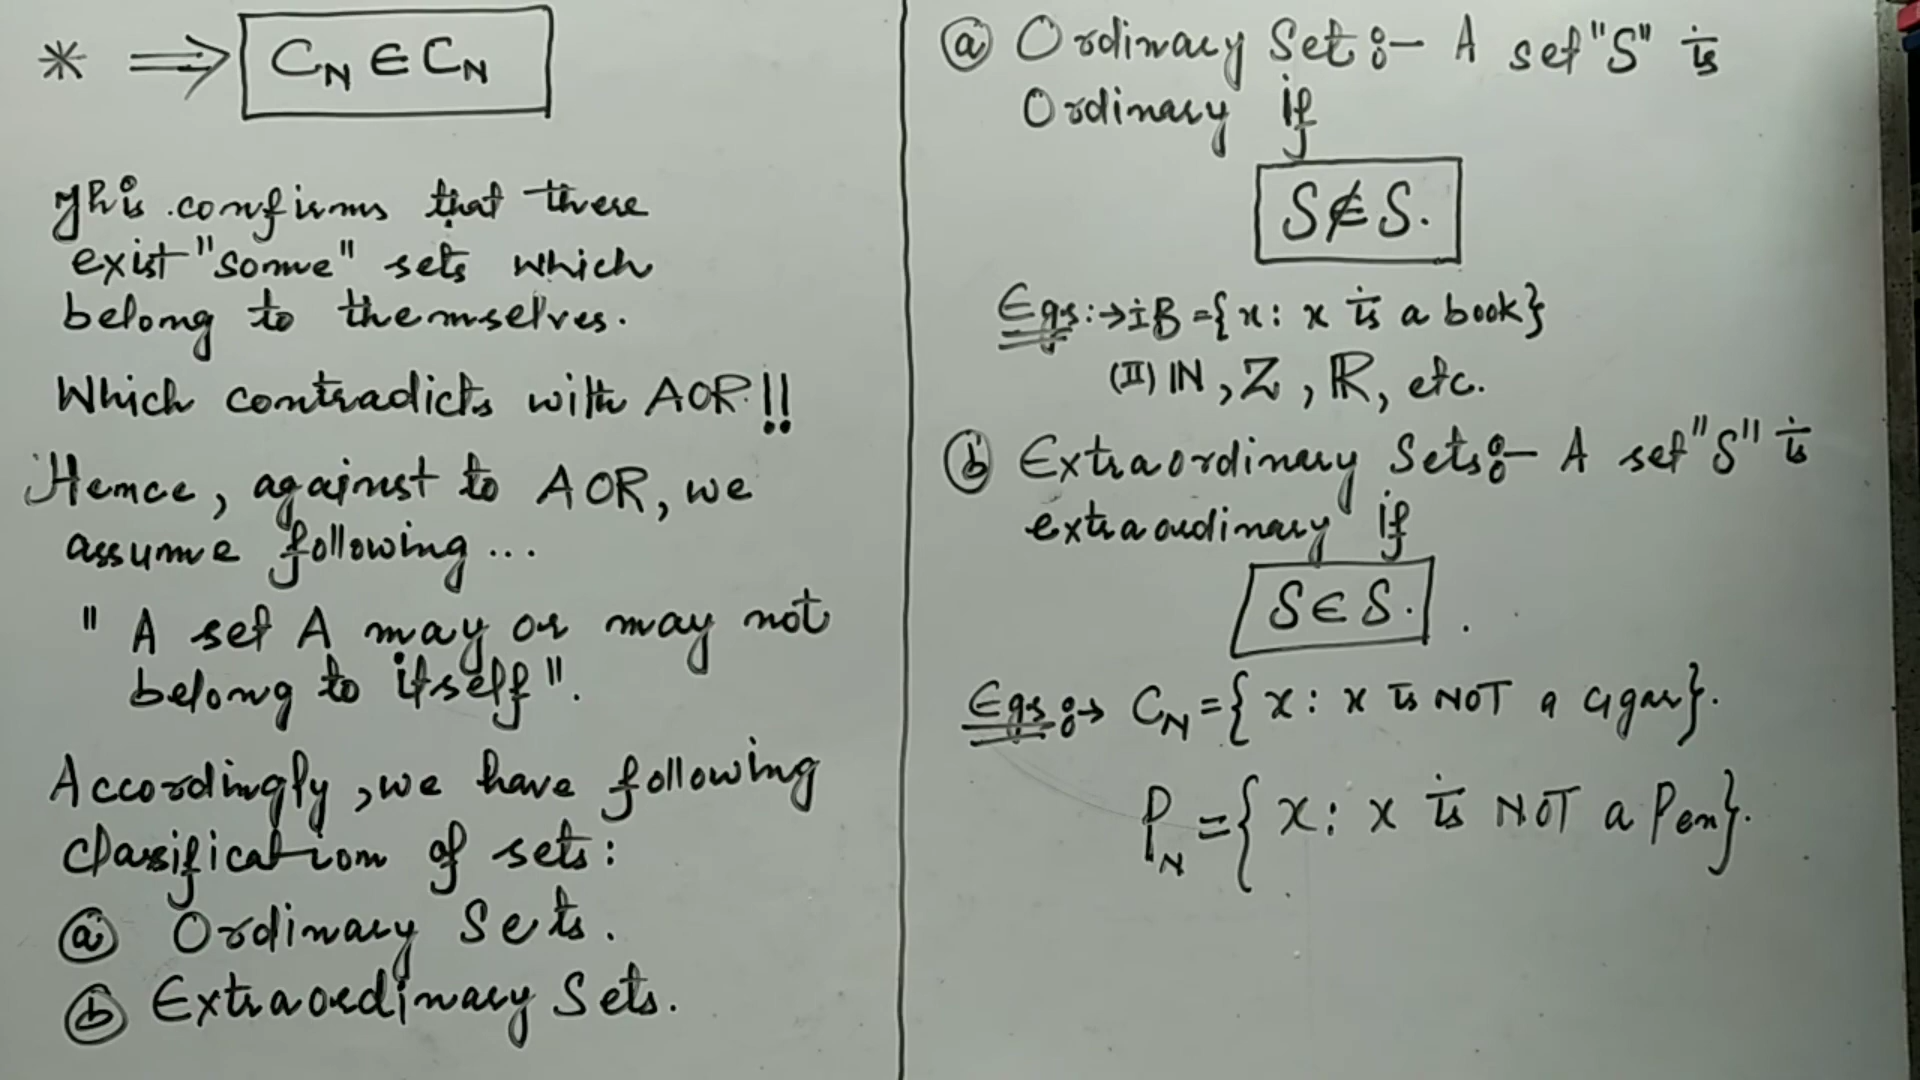 * ⇒ C_N ∈ C_N
This confirms that there
exist "some" sets which
belong to themselves.
Which contradicts with AOR!!
Hence, against to AOR, we
assume following...
" A set A may or may not
belong to itself".
Accordingly, we have following
classification of sets:
(a) Ordinary Sets.
(b) Extraordinary Sets.
(a) Ordinary Set :- A set "S" is
Ordinary if
S ∉ S.
Egs: → i B = {x : x is a book}
(II) ℕ, ℤ, ℝ, etc.
(b) Extraordinary Sets :- A set "S" is
extraordinary if
S ∈ S.
Egs :→ C_N = {x : x is NOT a cigar}.
P_N = {x : x is NOT a Pen}.